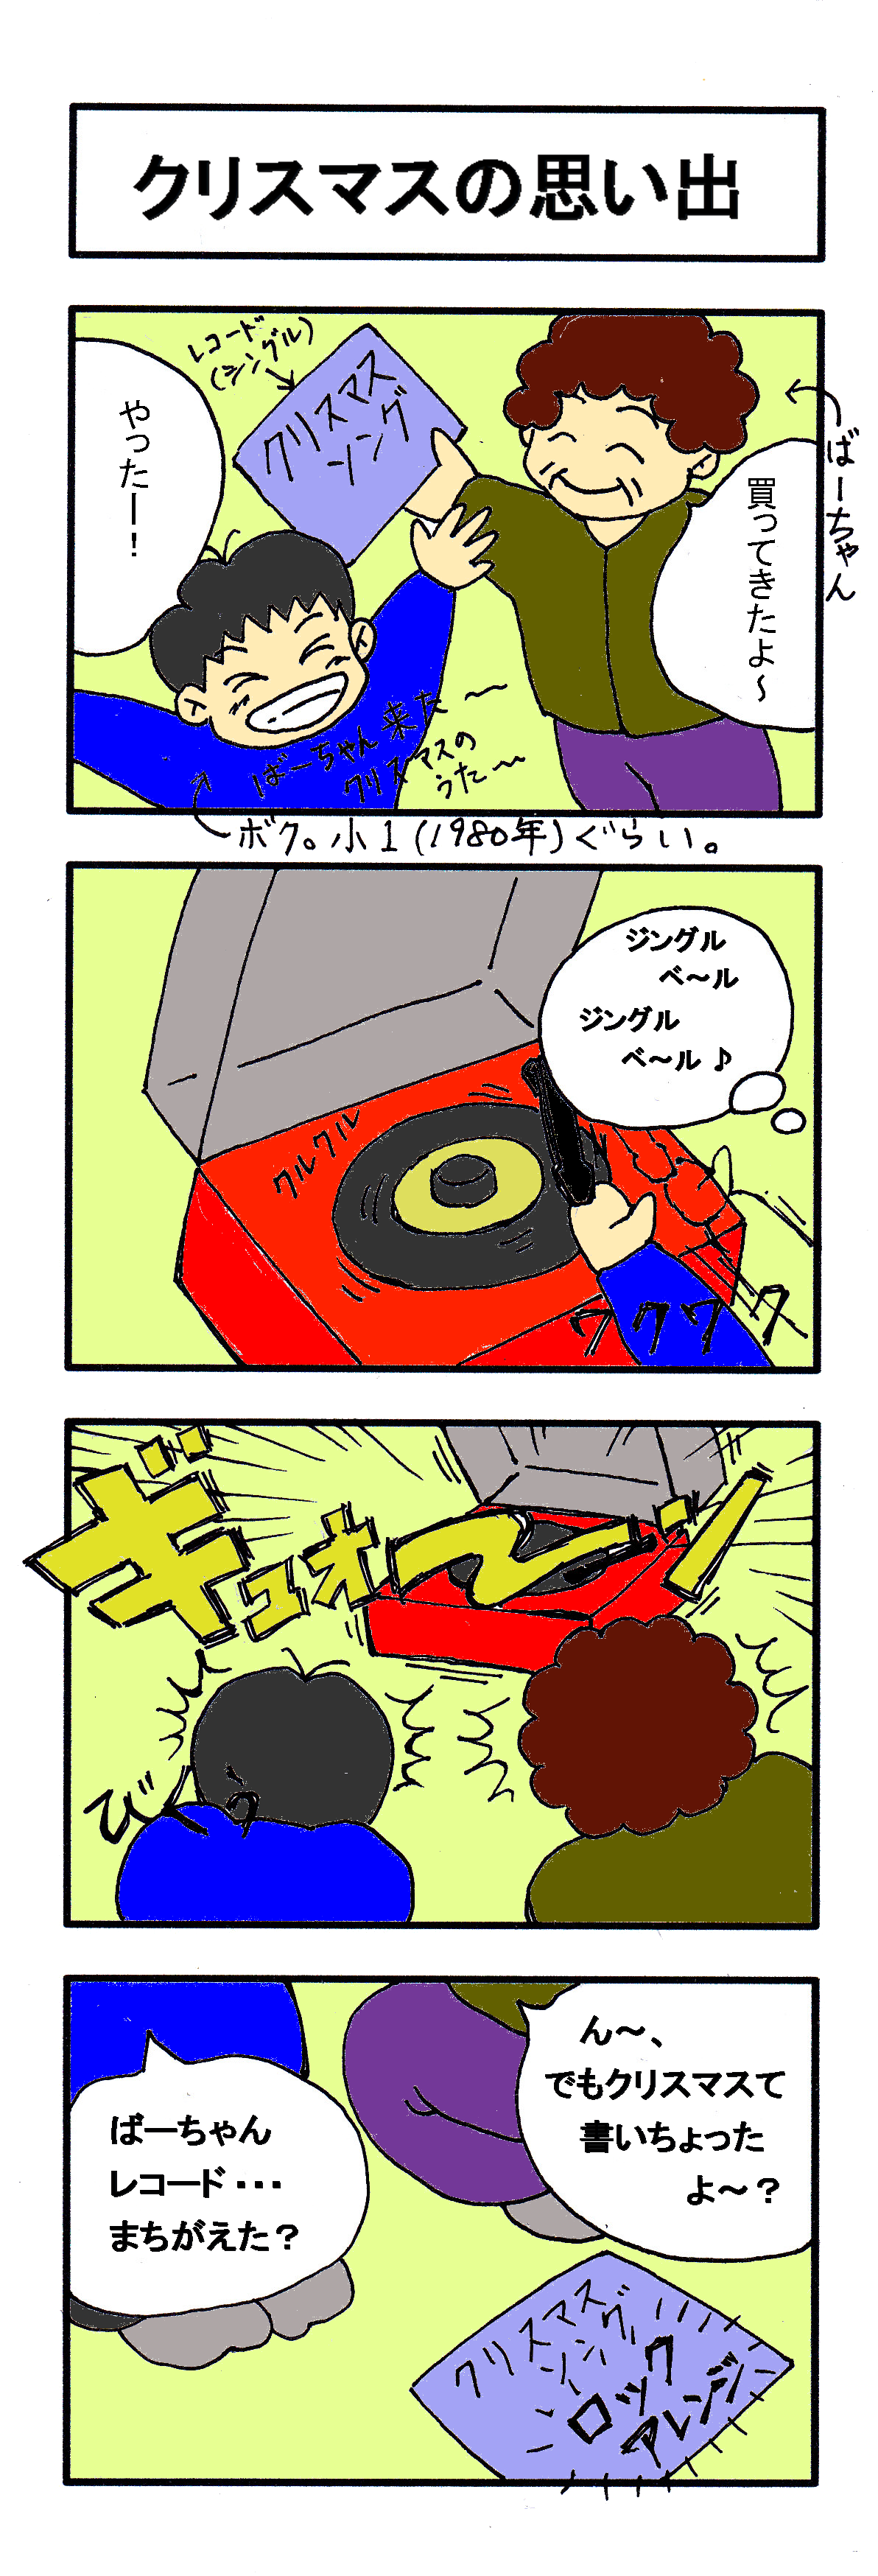 クリスマスの思い出
ばーちゃん
買ってきたよ〜
レコード
(シングル)
クリスマス
ソング
やったー!
ばーちゃん来た〜
クリスマスの
うた〜
ボク。小1(1980年)ぐらい。
ジングル
ベ〜ル
ジングル
ベ〜ル♪
クルクル
ワクワク
ギュオ〜ン!
びくぅ
ん〜、
でもクリスマスて
書いちょった
よ〜?
ばーちゃん
レコード・・・
まちがえた?
クリスマス
ソング
ロック
アレンジ